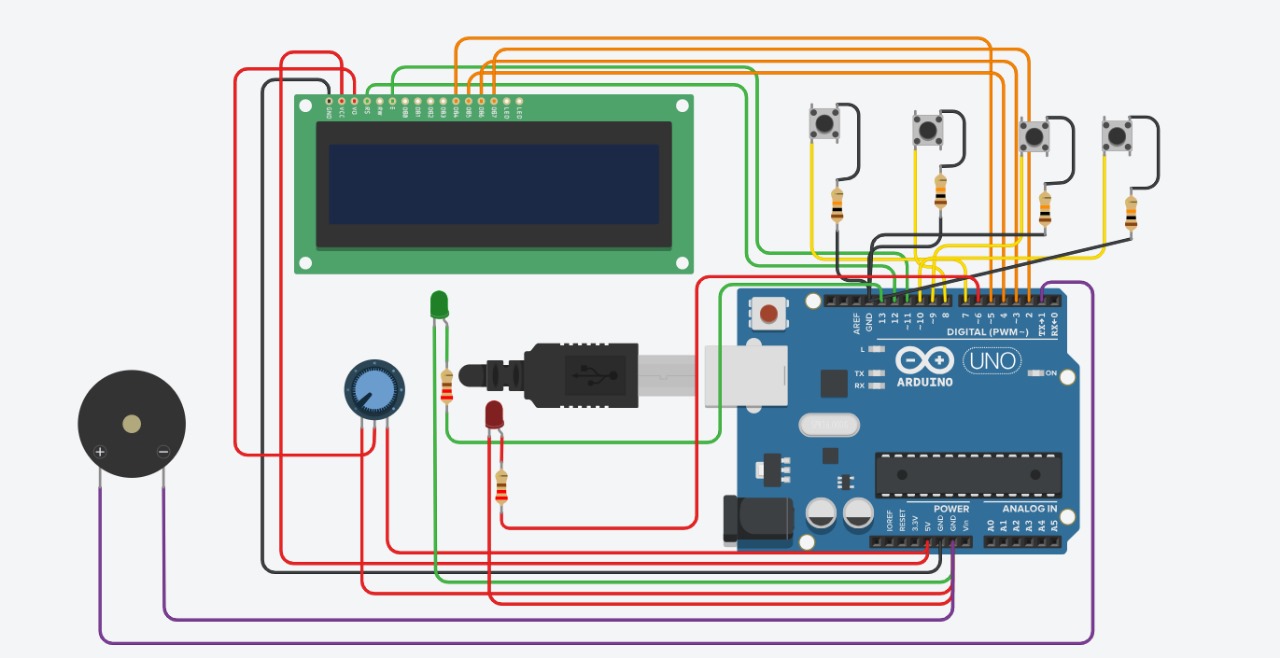 GND VCC VO RS RW E DB0 DB1 DB2 DB3 DB4 DB5 DB6 DB7 LED LED
AREF GND 13 12 ~11 ~10 ~9 8 7 ~6 ~5 4 ~3 2 TX→1 RX←0
DIGITAL (PWM~)
L
TX
RX
UNO
ARDUINO
ON
+ −
POWER
ANALOG IN
IOREF RESET 3.3V 5V GND GND Vin A0 A1 A2 A3 A4 A5